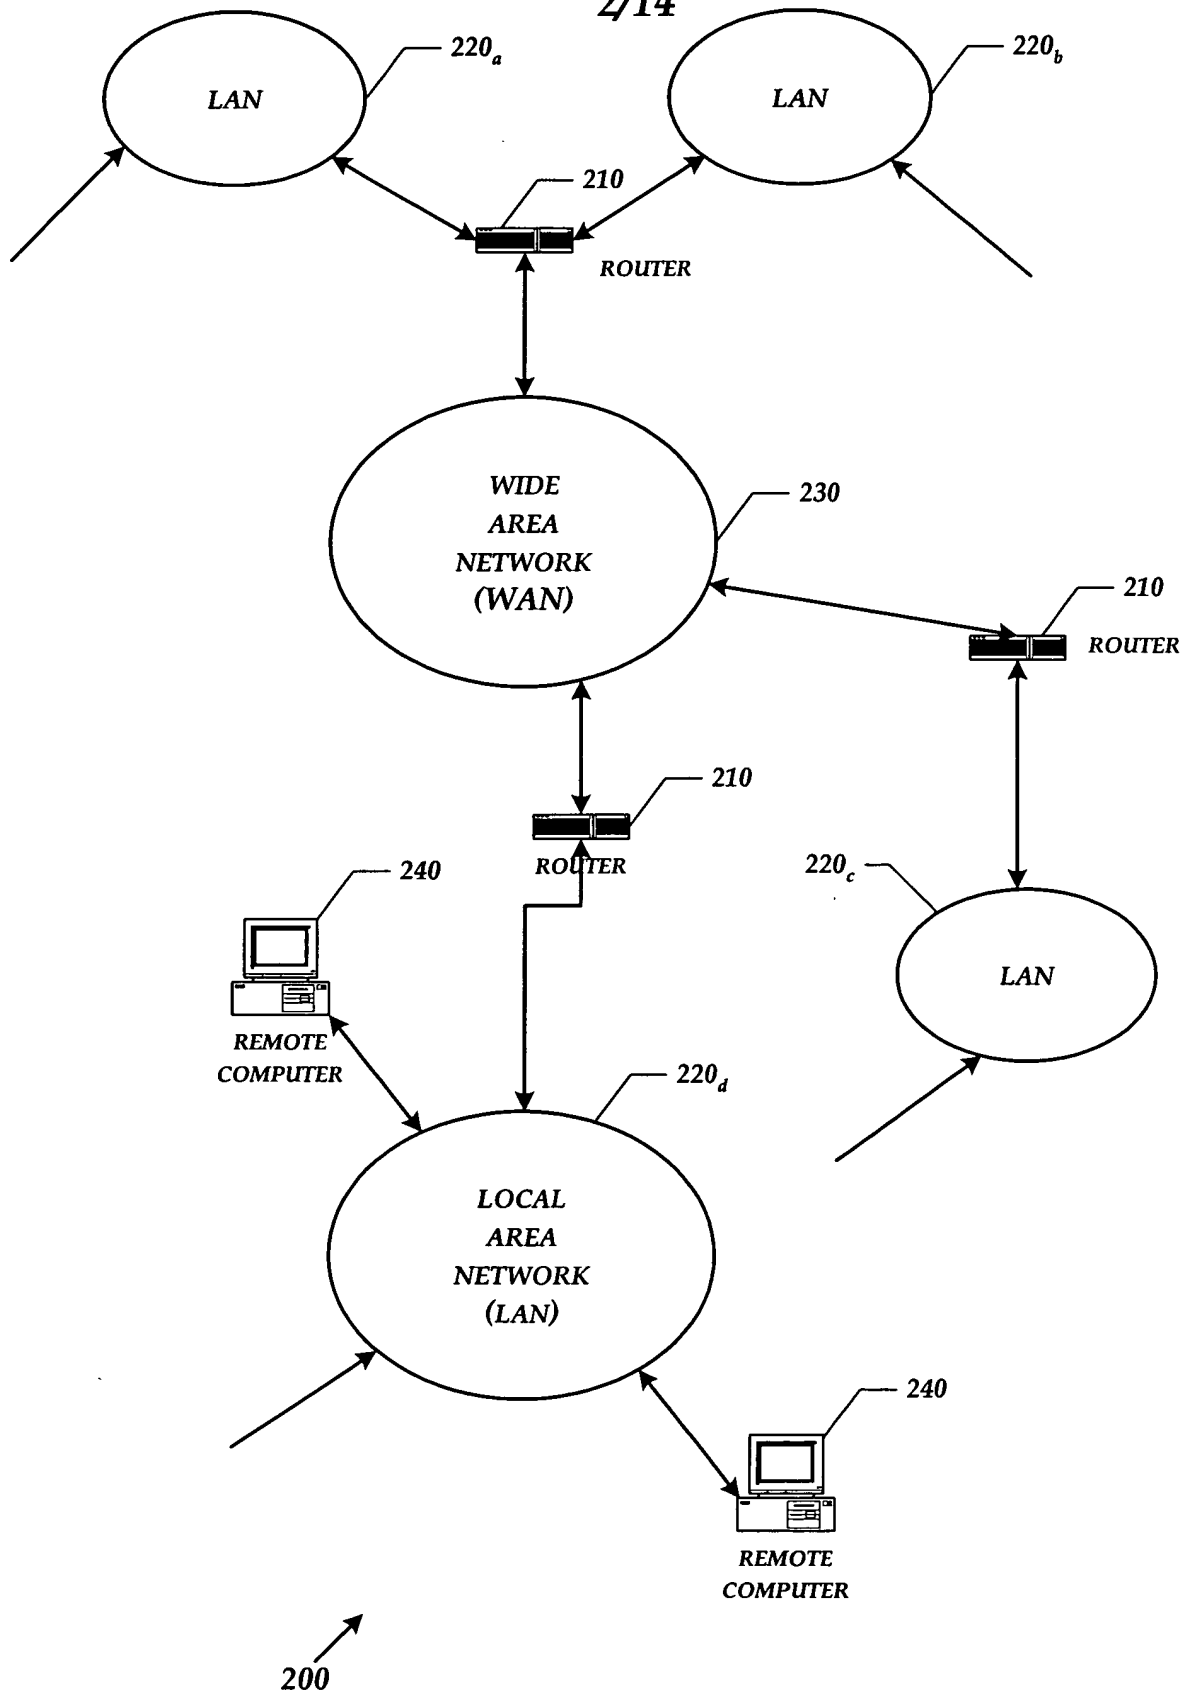 2/14
220a
220b
LAN
LAN
210
ROUTER
WIDE
AREA
NETWORK
(WAN)
230
210
ROUTER
210
ROUTER
240
220c
LAN
REMOTE
COMPUTER
220d
LOCAL
AREA
NETWORK
(LAN)
240
REMOTE
COMPUTER
200